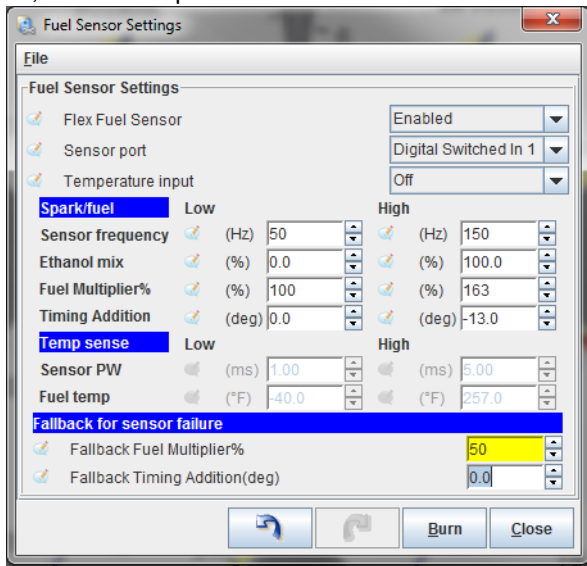 Fuel Sensor Settings
File
Fuel Sensor Settings
Flex Fuel Sensor Enabled
Sensor port Digital Switched In 1
Temperature input Off
Spark/fuel Low High
Sensor frequency (Hz) 50 (Hz) 150
Ethanol mix (%) 0.0 (%) 100.0
Fuel Multiplier% (%) 100 (%) 163
Timing Addition (deg) 0.0 (deg) -13.0
Temp sense Low High
Sensor PW (ms) 1.00 (ms) 5.00
Fuel temp (°F) -40.0 (°F) 257.0
Fallback for sensor failure
Fallback Fuel Multiplier% 50
Fallback Timing Addition(deg) 0.0
Burn Close